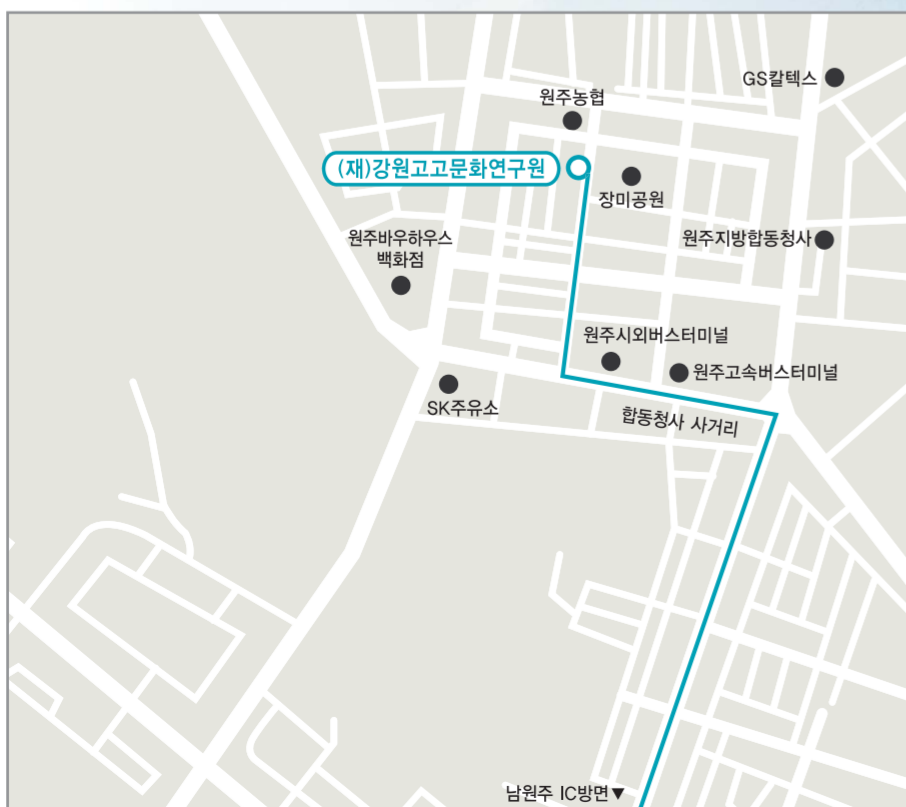 GS칼텍스
원주농협
(재)강원고고문화연구원
장미공원
원주바우하우스
백화점
원주지방합동청사
원주시외버스터미널
원주고속버스터미널
SK주유소
합동청사 사거리
남원주 IC방면▼